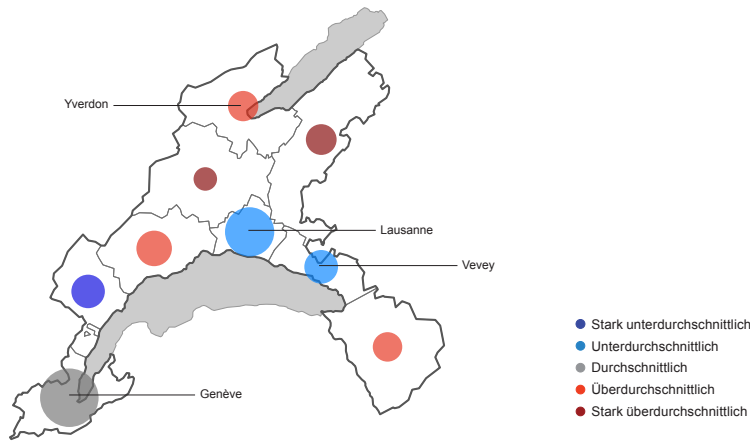 Yverdon
Lausanne
Vevey
Genève
Stark unterdurchschnittlich
Unterdurchschnittlich
Durchschnittlich
Überdurchschnittlich
Stark überdurchschnittlich